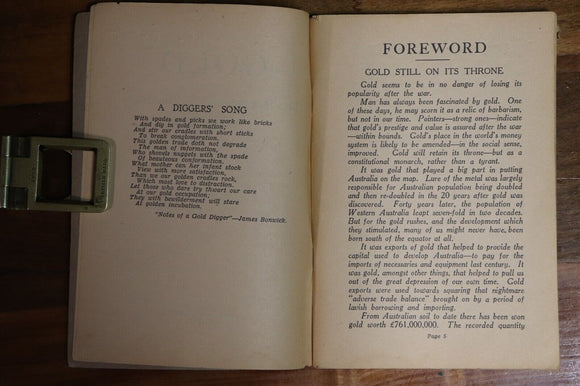 A DIGGERS' SONG
With spades and picks we work like bricks
And dig in gold formation;
And stir our cradles with short sticks
To break conglomeration.
This golden trade doth not degrade
The man of information,
Who shovels nuggets with the spade
Of beauteous conformation.
What mother can her infant stock
View with more satisfaction,
Than we our golden cradles rock,
Which most love to distraction.
Let those who dare try thwart our care
At our gold occupation;
They with bewilderment will stare
At golden incubation.
"Notes of a Gold Digger"—James Bonwick.
FOREWORD
GOLD STILL ON ITS THRONE
Gold seems to be in no danger of losing its
popularity after the war.
Man has always been fascinated by gold. One
of these days, he may scorn it as a relic of barbarism,
but not in our time. Pointers—strong ones—indicate
that gold's prestige and value is assured after the war
—within bounds. Gold's place in the world's money
system is likely to be amended—in the social sense,
improved. Gold will retain its throne—but as a
constitutional monarch, rather than a tyrant.
It was gold that played a big part in putting
Australia on the map. Lure of the metal was largely
responsible for Australian population being doubled
and then re-doubled in the 20 years after gold was
discovered. Forty years later, the population of
Western Australia leapt seven-fold in two decades.
But for the gold rushes, and the development which
they stimulated, many of us might never have, been
born south of the equator at all.
It was exports of gold that helped to provide the
capital used to develop Australia—to pay for the
imports of necessaries and equipment last century. It
was gold, amongst other things, that helped to pull us
out of the great depression of our own time. Gold
exports were used towards squaring that nightmare
"adverse trade balance" brought on by a period of
lavish borrowing and importing.
From Australian soil to date there has been won
gold worth £761,000,000. The recorded quantity
Page 5